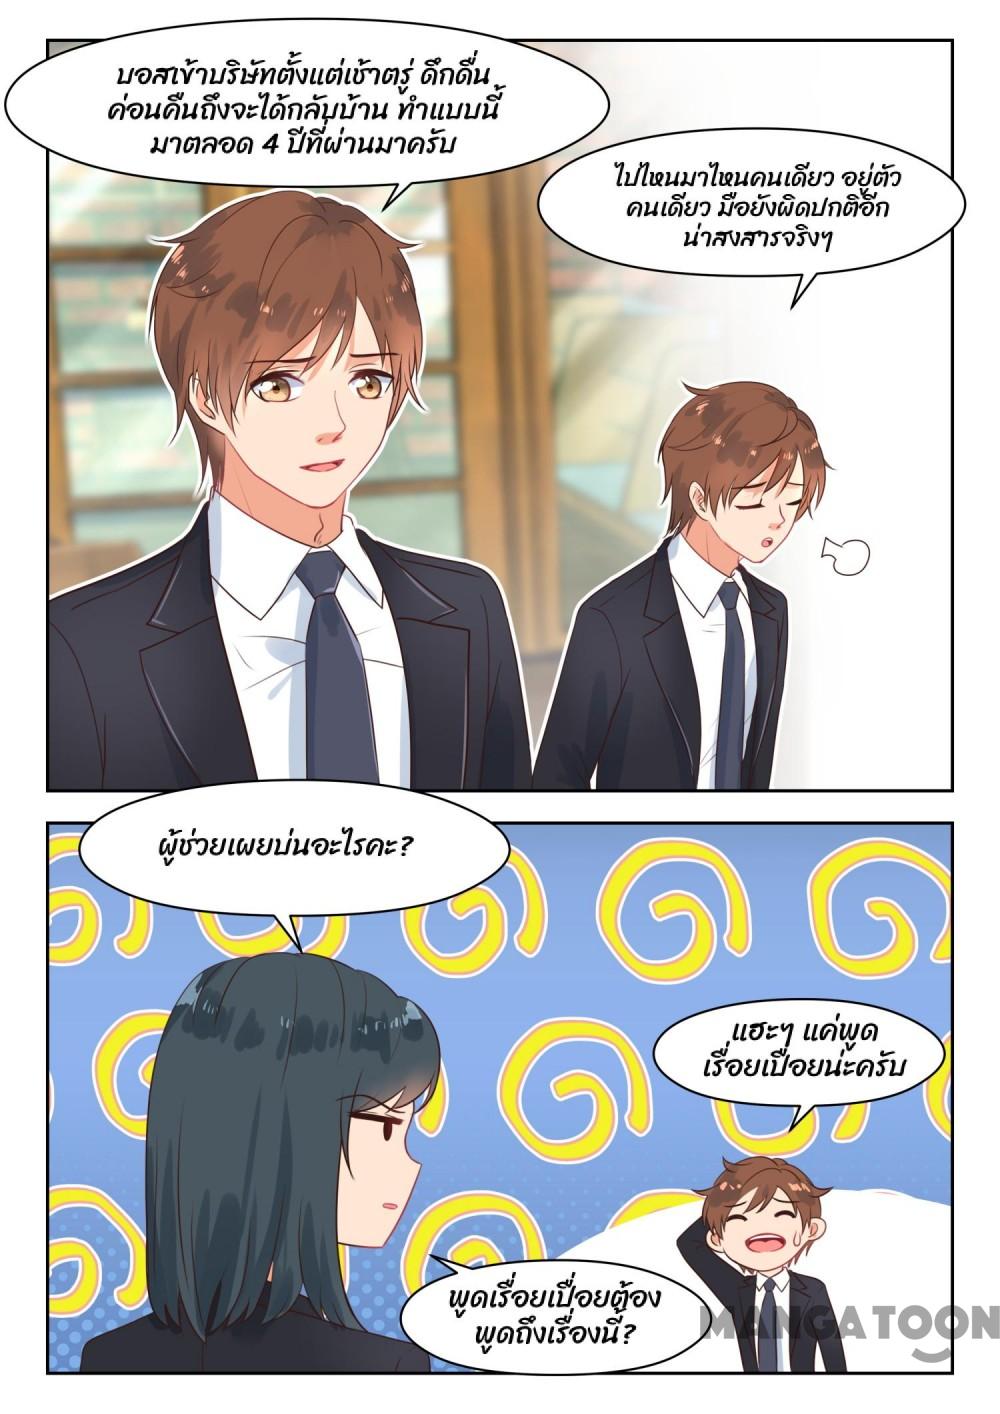 บอสเข้าบริษัทตั้งแต่เช้าตรู่ ดึกดื่น
ค่อนคืนถึงจะได้กลับบ้าน ทำแบบนี้
มาตลอด 4 ปีที่ผ่านมาครับ
ไปไหนมาไหนคนเดียว อยู่ตัว
คนเดียว มือยังผิดปกติอีก
น่าสงสารจริงๆ
ผู้ช่วยเผยบ่นอะไรคะ?
แฮะๆ แค่พูด
เรื่อยเปื่อยน่ะครับ
พูดเรื่อยเปื่อยต้อง
พูดถึงเรื่องนี้?
MANGATOON